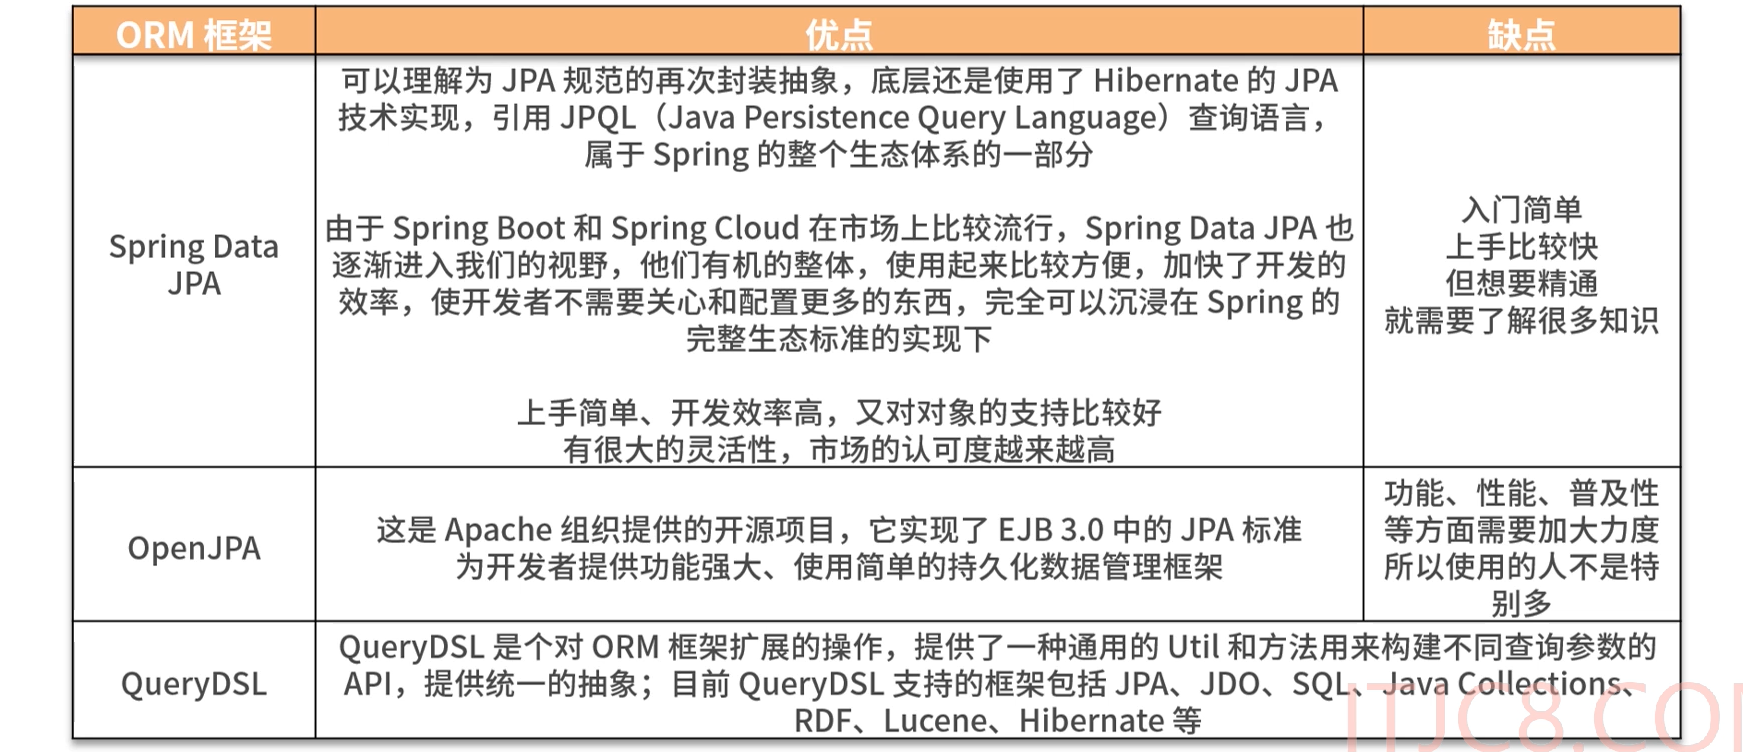 ORM 框架
优点
缺点
Spring Data
JPA
可以理解为 JPA 规范的再次封装抽象，底层还是使用了 Hibernate 的 JPA
技术实现，引用 JPQL（Java Persistence Query Language）查询语言，
属于 Spring 的整个生态体系的一部分
由于 Spring Boot 和 Spring Cloud 在市场上比较流行，Spring Data JPA 也
逐渐进入我们的视野，他们有机的整体，使用起来比较方便，加快了开发的
效率，使开发者不需要关心和配置更多的东西，完全可以沉浸在 Spring 的
完整生态标准的实现下
上手简单、开发效率高，又对对象的支持比较好
有很大的灵活性，市场的认可度越来越高
入门简单
上手比较快
但想要精通
就需要了解很多知识
OpenJPA
这是 Apache 组织提供的开源项目，它实现了 EJB 3.0 中的 JPA 标准
为开发者提供功能强大、使用简单的持久化数据管理框架
功能、性能、普及性
等方面需要加大力度
所以使用的人不是特
别多
QueryDSL
QueryDSL 是个对 ORM 框架扩展的操作，提供了一种通用的 Util 和方法用来构建不同查询参数的
API，提供统一的抽象；目前 QueryDSL 支持的框架包括 JPA、JDO、SQL、Java Collections、
RDF、Lucene、Hibernate 等
ITJC8.CO